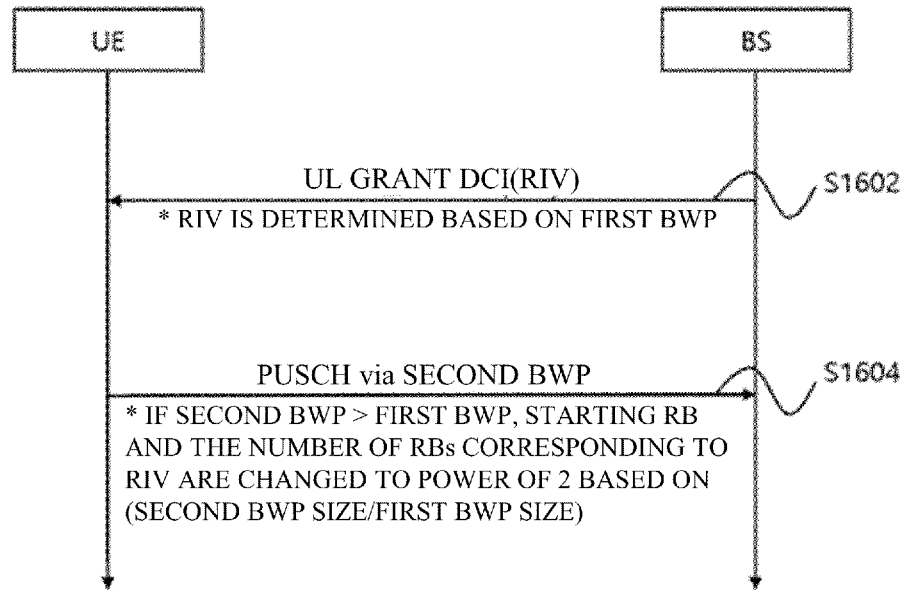 UE
BS
UL GRANT DCI(RIV)
S1602
* RIV IS DETERMINED BASED ON FIRST BWP
PUSCH via SECOND BWP
S1604
* IF SECOND BWP > FIRST BWP, STARTING RB
AND THE NUMBER OF RBs CORRESPONDING TO
RIV ARE CHANGED TO POWER OF 2 BASED ON
(SECOND BWP SIZE/FIRST BWP SIZE)